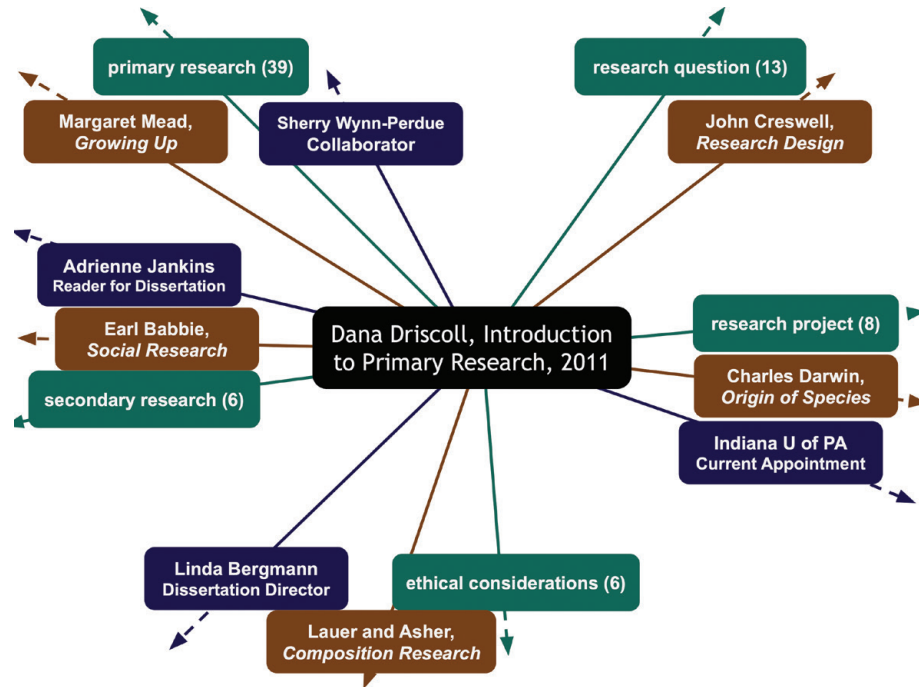 primary research (39)
research question (13)
Margaret Mead,
Growing Up
Sherry Wynn-Perdue
Collaborator
John Creswell,
Research Design
Adrienne Jankins
Reader for Dissertation
Earl Babbie,
Social Research
secondary research (6)
Dana Driscoll, Introduction
to Primary Research, 2011
research project (8)
Charles Darwin,
Origin of Species
Indiana U of PA
Current Appointment
Linda Bergmann
Dissertation Director
ethical considerations (6)
Lauer and Asher,
Composition Research